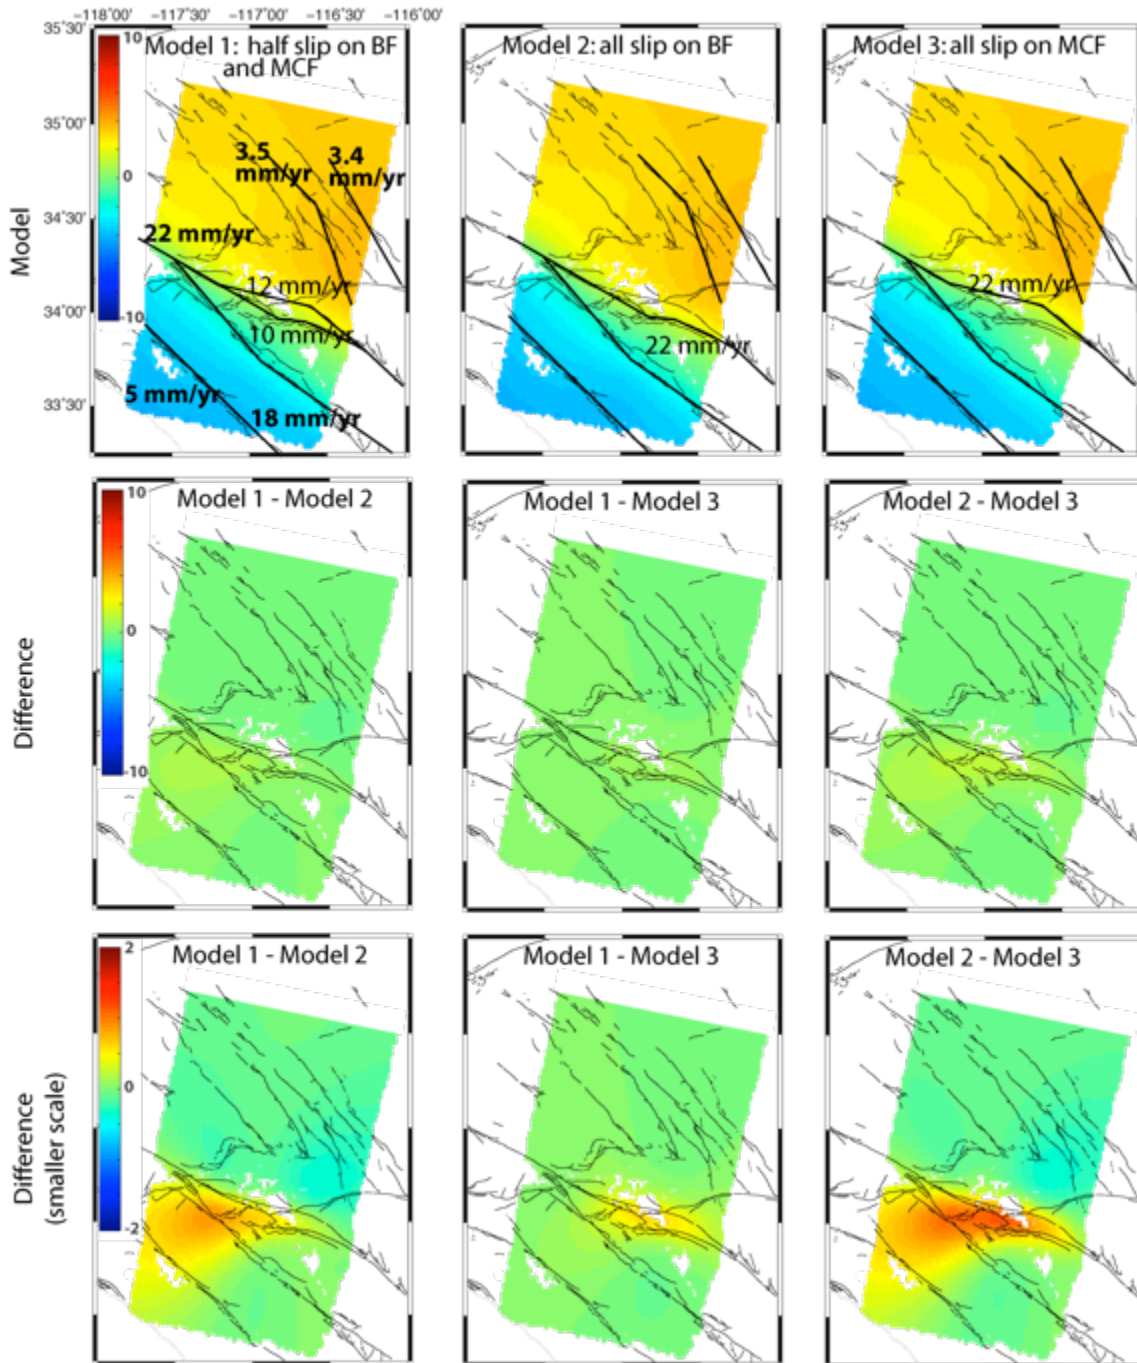 −118°00' −117°30' −117°00' −116°30' −116°00'
35°30'
35°00'
34°30'
34°00'
33°30'
Model
10
0
-10
Model 1: half slip on BF
and MCF
3.5
mm/yr
3.4
mm/yr
22 mm/yr
12 mm/yr
10 mm/yr
5 mm/yr
18 mm/yr
Model 2: all slip on BF
22 mm/yr
Model 3: all slip on MCF
22 mm/yr
Difference
10
0
-10
Model 1 - Model 2
Model 1 - Model 3
Model 2 - Model 3
Difference
(smaller scale)
2
0
-2
Model 1 - Model 2
Model 1 - Model 3
Model 2 - Model 3